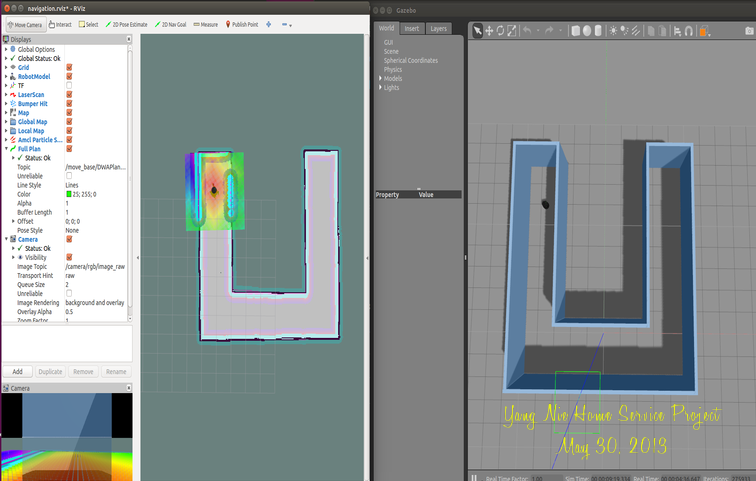 navigation.rviz* - RViz
Move Camera Interact Select 2D Pose Estimate 2D Nav Goal Measure Publish Point
Displays
Global Options
Global Status: Ok
Grid
RobotModel
TF
LaserScan
Bumper Hit
Map
Global Map
Local Map
Amcl Particle S...
Full Plan
Status: Ok
Topic /move_base/DWAPlan...
Unreliable
Line Style Lines
Color 25; 255; 0
Alpha 1
Buffer Length 1
Offset 0; 0; 0
Pose Style None
Camera
Status: Ok
Visibility
Image Topic /camera/rgb/image_raw
Transport Hint raw
Queue Size 2
Unreliable
Image Rendering background and overlay
Overlay Alpha 0.5
Zoom Factor 1
Add Duplicate Remove Rename
Camera
Gazebo
World Insert Layers
GUI
Scene
Spherical Coordinates
Physics
Models
Lights
Property Value
Yang Nie Home Service Project
May 30, 2013
Real Time Factor: 1.00 Sim Time: Real Time: Iterations: